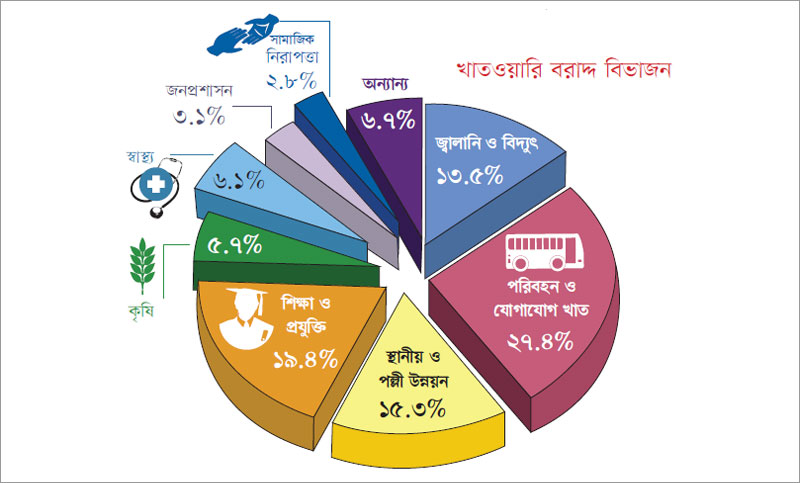 খাতওয়ারি বরাদ্দ বিভাজন
সামাজিক
নিরাপত্তা
২.৮%
অন্যান্য
৬.৭%
জ্বালানি ও বিদ্যুৎ
১৩.৫%
জনপ্রশাসন
৩.১%
স্বাস্থ্য
৬.১%
পরিবহন ও
যোগাযোগ খাত
২৭.৪%
৫.৭%
কৃষি
শিক্ষা ও
প্রযুক্তি
১৯.৪%
স্থানীয় ও
পল্লী উন্নয়ন
১৫.৩%